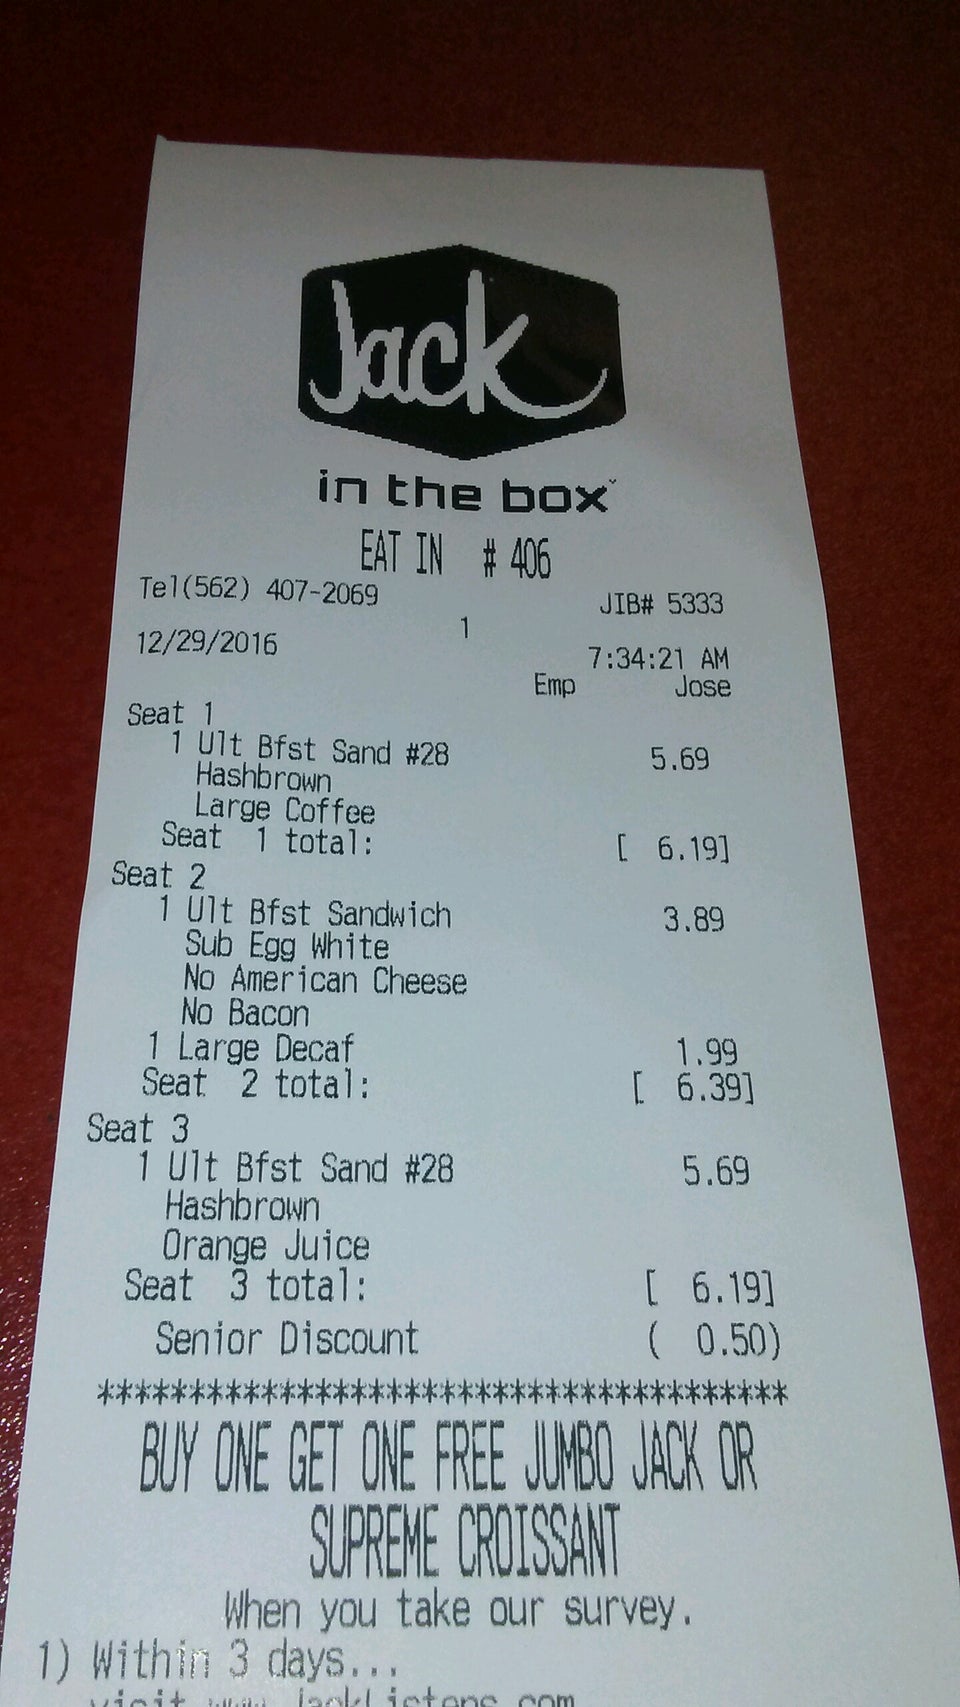 Jack
in the box
EAT IN # 406
Tel(562) 407-2069
JIB# 5333
1
12/29/2016
7:34:21 AM
Emp Jose
Seat 1
1 Ult Bfst Sand #28 5.69
Hashbrown
Large Coffee
Seat 1 total: [ 6.19]
Seat 2
1 Ult Bfst Sandwich 3.89
Sub Egg White
No American Cheese
No Bacon
1 Large Decaf 1.99
Seat 2 total: [ 6.39]
Seat 3
1 Ult Bfst Sand #28 5.69
Hashbrown
Orange Juice
Seat 3 total: [ 6.19]
Senior Discount ( 0.50)
**************************************
BUY ONE GET ONE FREE JUMBO JACK OR
SUPREME CROISSANT
When you take our survey.
1) Within 3 days...
visit www.JackListens.com